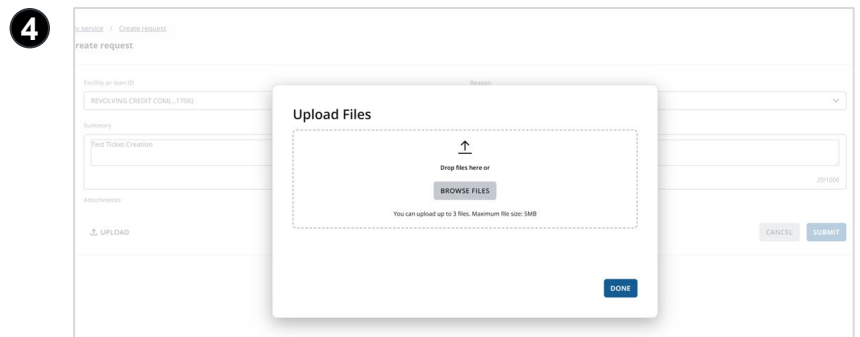 4
y service / Create request
reate request
Facility or loan ID
Reason
REVOLVING CREDIT COM(...1706)
Summary
Test Ticket Creation
20/1000
Attachments
UPLOAD
CANCEL
SUBMIT
Upload Files
Drop files here or
BROWSE FILES
You can upload up to 3 files. Maximum file size: 5MB
DONE